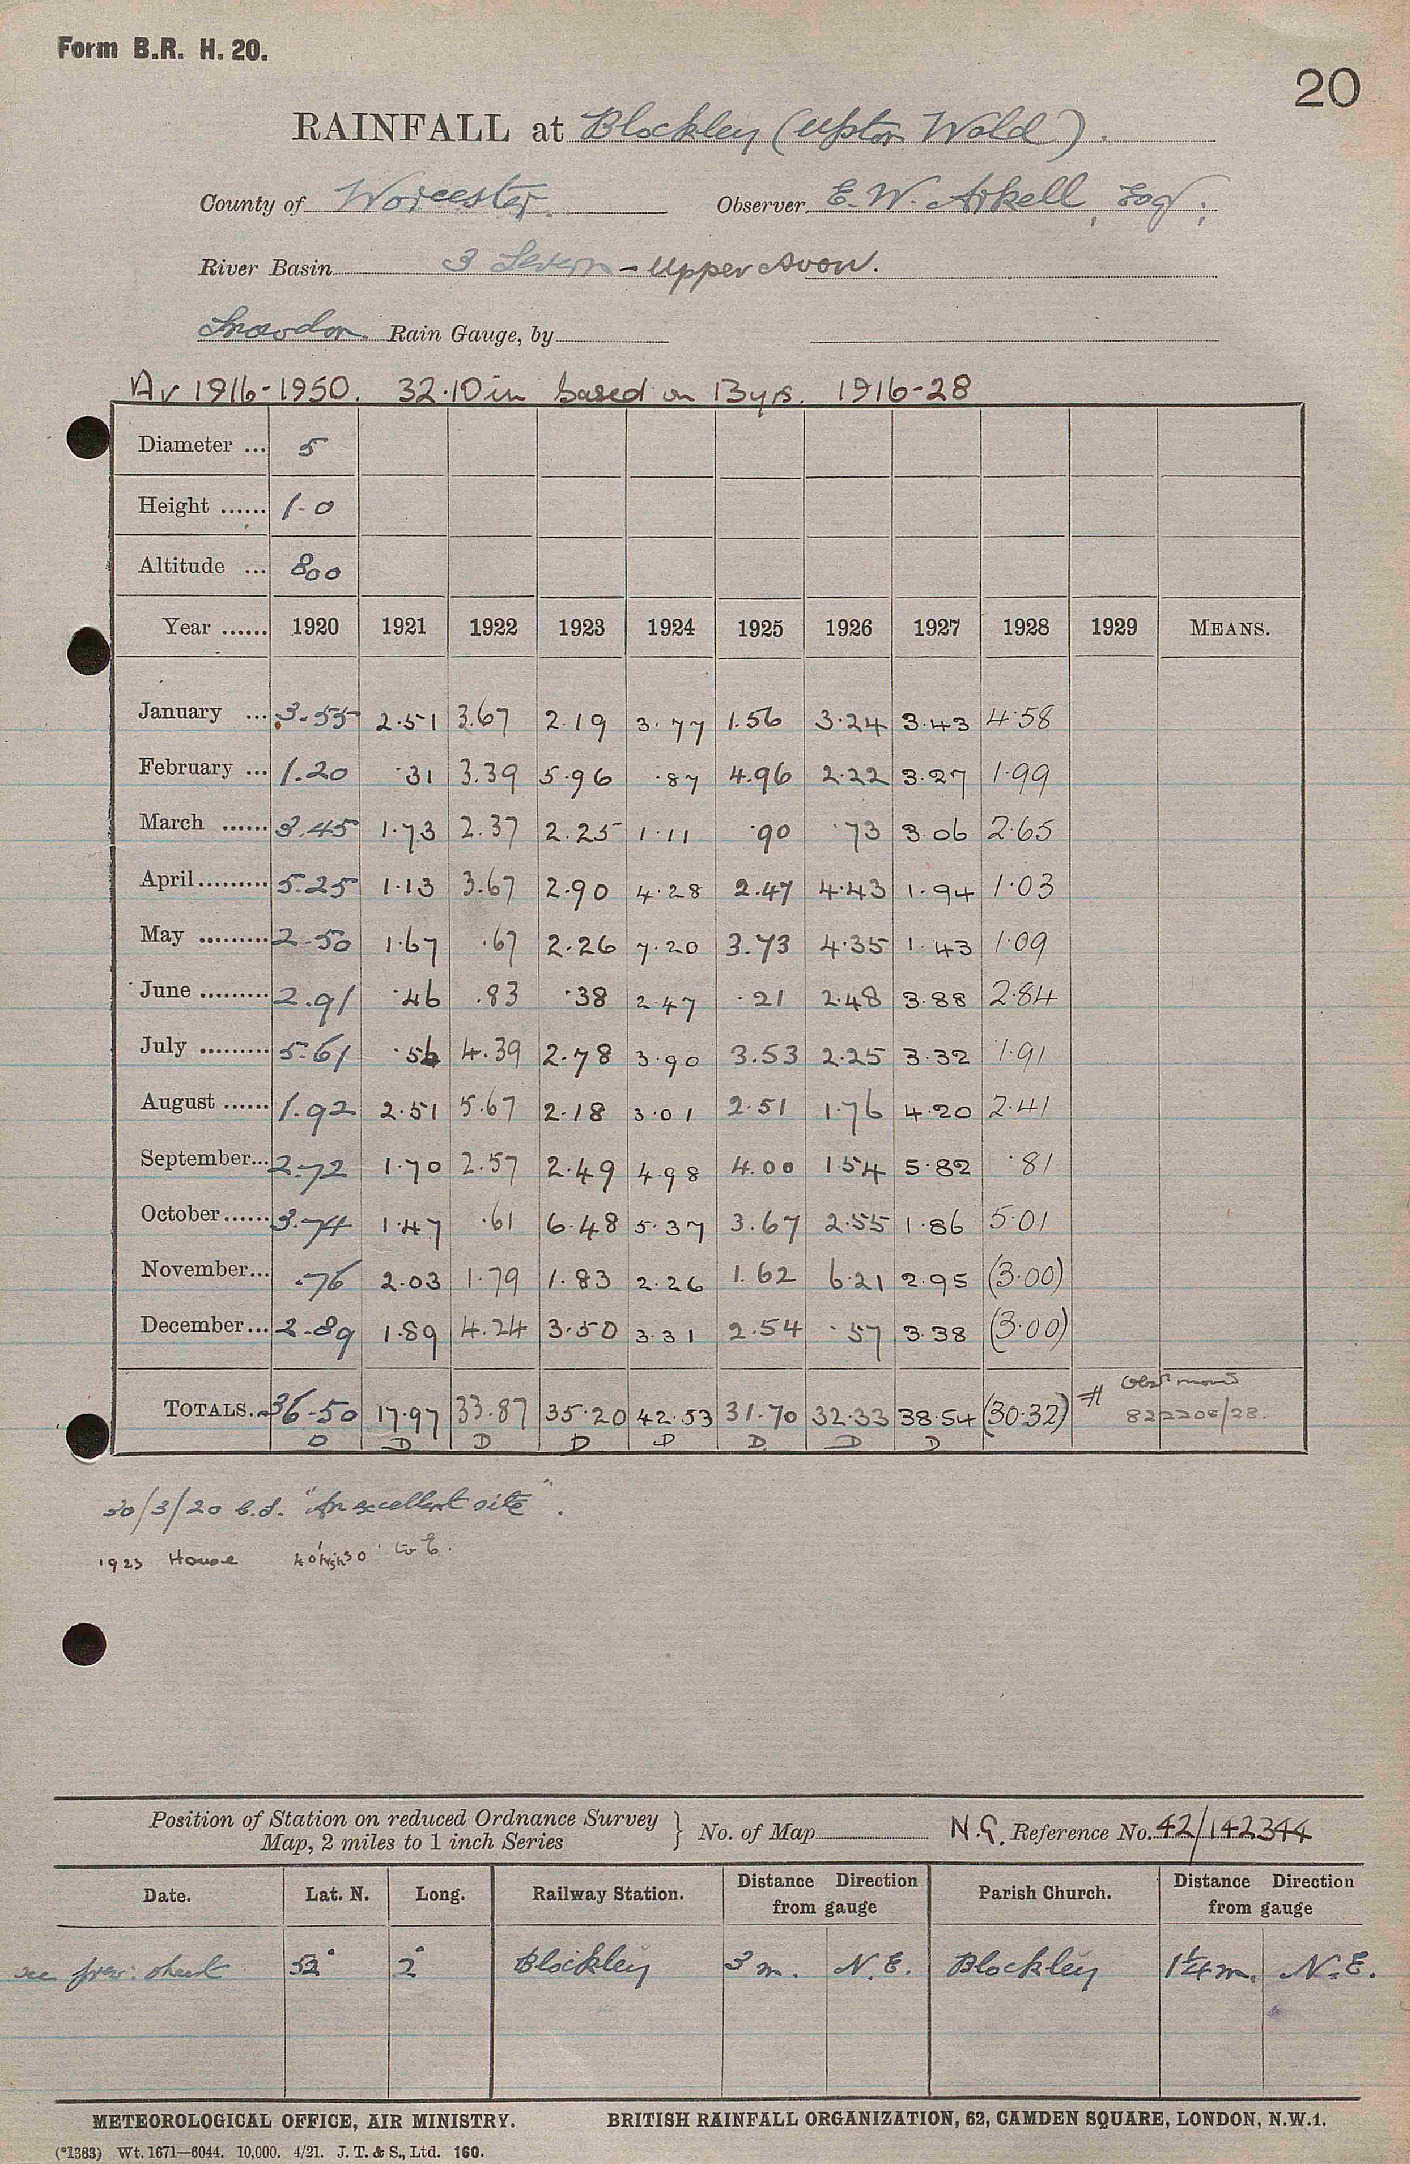 Form B.R. H. 20.
20
RAINFALL at Blockley (Upton Wold).
County of Worcester. Observer E. W. Arkell, Esq;
River Basin 3 Severn - Upper Avon.
Snowdon Rain Gauge, by
Av 1916-1950. 32.10 in based on 13 yrs. 1916-28
Diameter ... 5
Height ...... 1-0
Altitude ... 800
Year ...... 1920 1921 1922 1923 1924 1925 1926 1927 1928 1929 MEANS.
January ... 3.55 2.51 3.67 2.19 3.77 1.56 3.24 3.43 4.58
February ... 1.20 .31 3.39 5.96 .87 4.96 2.22 3.27 1.99
March ...... 3.45 1.73 2.37 2.25 1.11 .90 .73 3.06 2.65
April ......... 5.25 1.13 3.67 2.90 4.28 2.47 4.43 1.94 1.03
May ......... 2.50 1.67 .67 2.26 7.20 3.73 4.35 1.43 1.09
June ......... 2.91 .46 .83 .38 2.47 .21 2.48 3.88 2.84
July ......... 5.61 .56 4.39 2.78 3.90 3.53 2.25 3.32 1.91
August ...... 1.92 2.51 5.67 2.18 3.01 2.51 1.76 4.20 2.41
September... 2.72 1.70 2.57 2.49 4.98 4.00 1.54 5.82 .81
October ...... 3.74 1.47 .61 6.48 5.37 3.67 2.55 1.86 5.01
November... .76 2.03 1.79 1.83 2.26 1.62 6.21 2.95 (3.00)
December... 2.89 1.89 4.24 3.50 3.31 2.54 .57 3.38 (3.00)
TOTALS... 36.50 17.97 33.87 35.20 42.53 31.70 32.33 38.54 (30.32) # Obsr moved
D D D D D D D D 822206/28.
30/3/20 "An excellent site".
1923 House 40' high 30'
Position of Station on reduced Ordnance Survey
Map, 2 miles to 1 inch Series } No. of Map N.G. Reference No. 42/142344
Date. Lat. N. Long. Railway Station. Distance Direction from gauge Parish Church. Distance Direction from gauge
see prev: sheet 52° 2° Blockley 3 m. N.E. Blockley 1¼ m. N.E.
METEOROLOGICAL OFFICE, AIR MINISTRY. BRITISH RAINFALL ORGANIZATION, 62, CAMDEN SQUARE, LONDON, N.W.1.
(*1383) Wt. 1671—6044. 10,000. 4/21. J. T. & S., Ltd. 160.